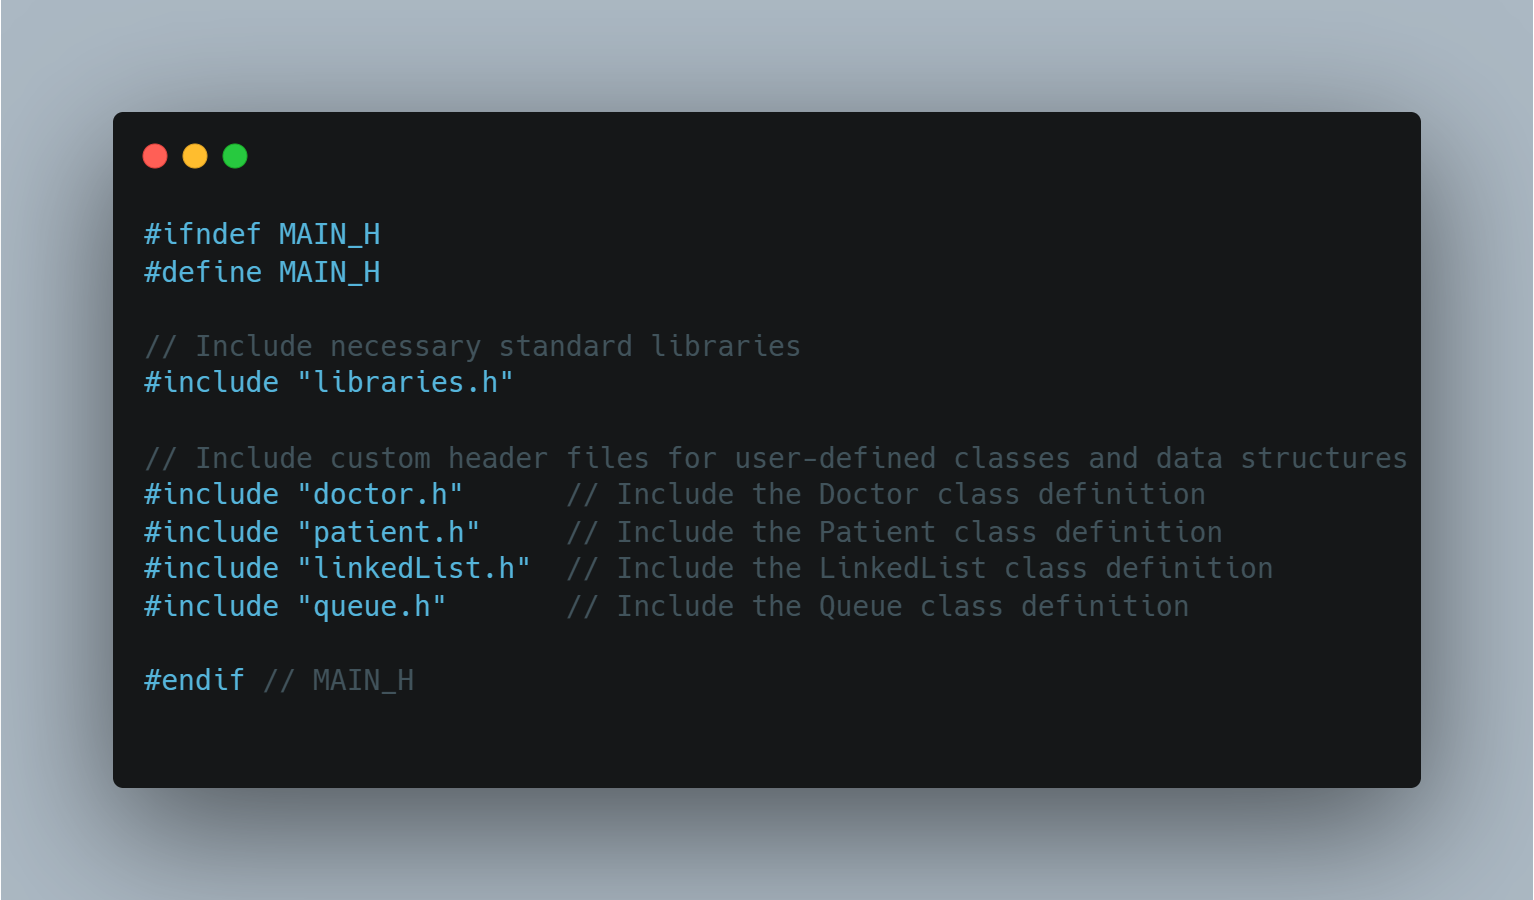 #ifndef MAIN_H
#define MAIN_H
// Include necessary standard libraries
#include "libraries.h"
// Include custom header files for user-defined classes and data structures
#include "doctor.h"      // Include the Doctor class definition
#include "patient.h"     // Include the Patient class definition
#include "linkedList.h"  // Include the LinkedList class definition
#include "queue.h"       // Include the Queue class definition
#endif // MAIN_H